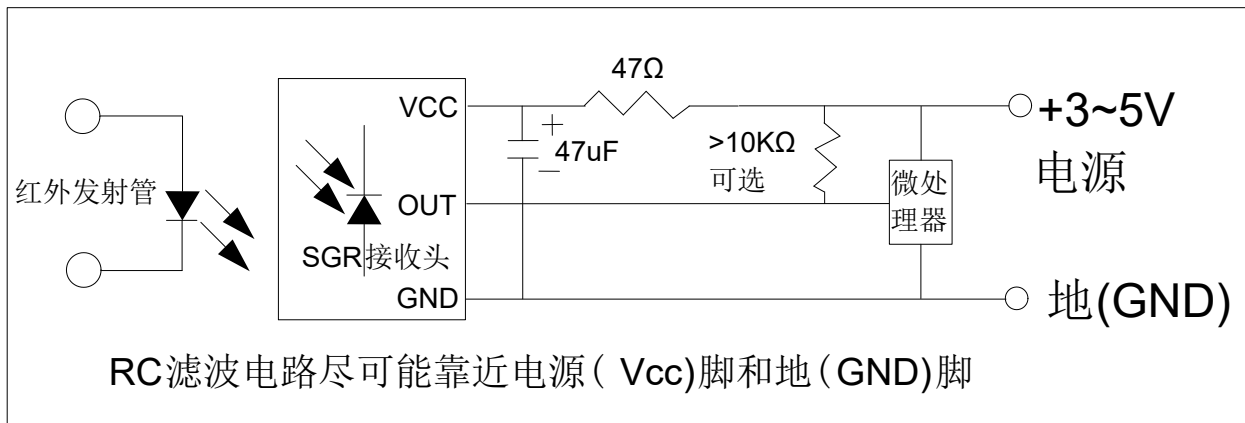 47Ω
VCC
+
47uF
−
>10KΩ
可选
+3~5V
电源
红外发射管
OUT
微处
理器
SGR接收头
GND
地(GND)
RC滤波电路尽可能靠近电源( Vcc)脚和地(GND)脚